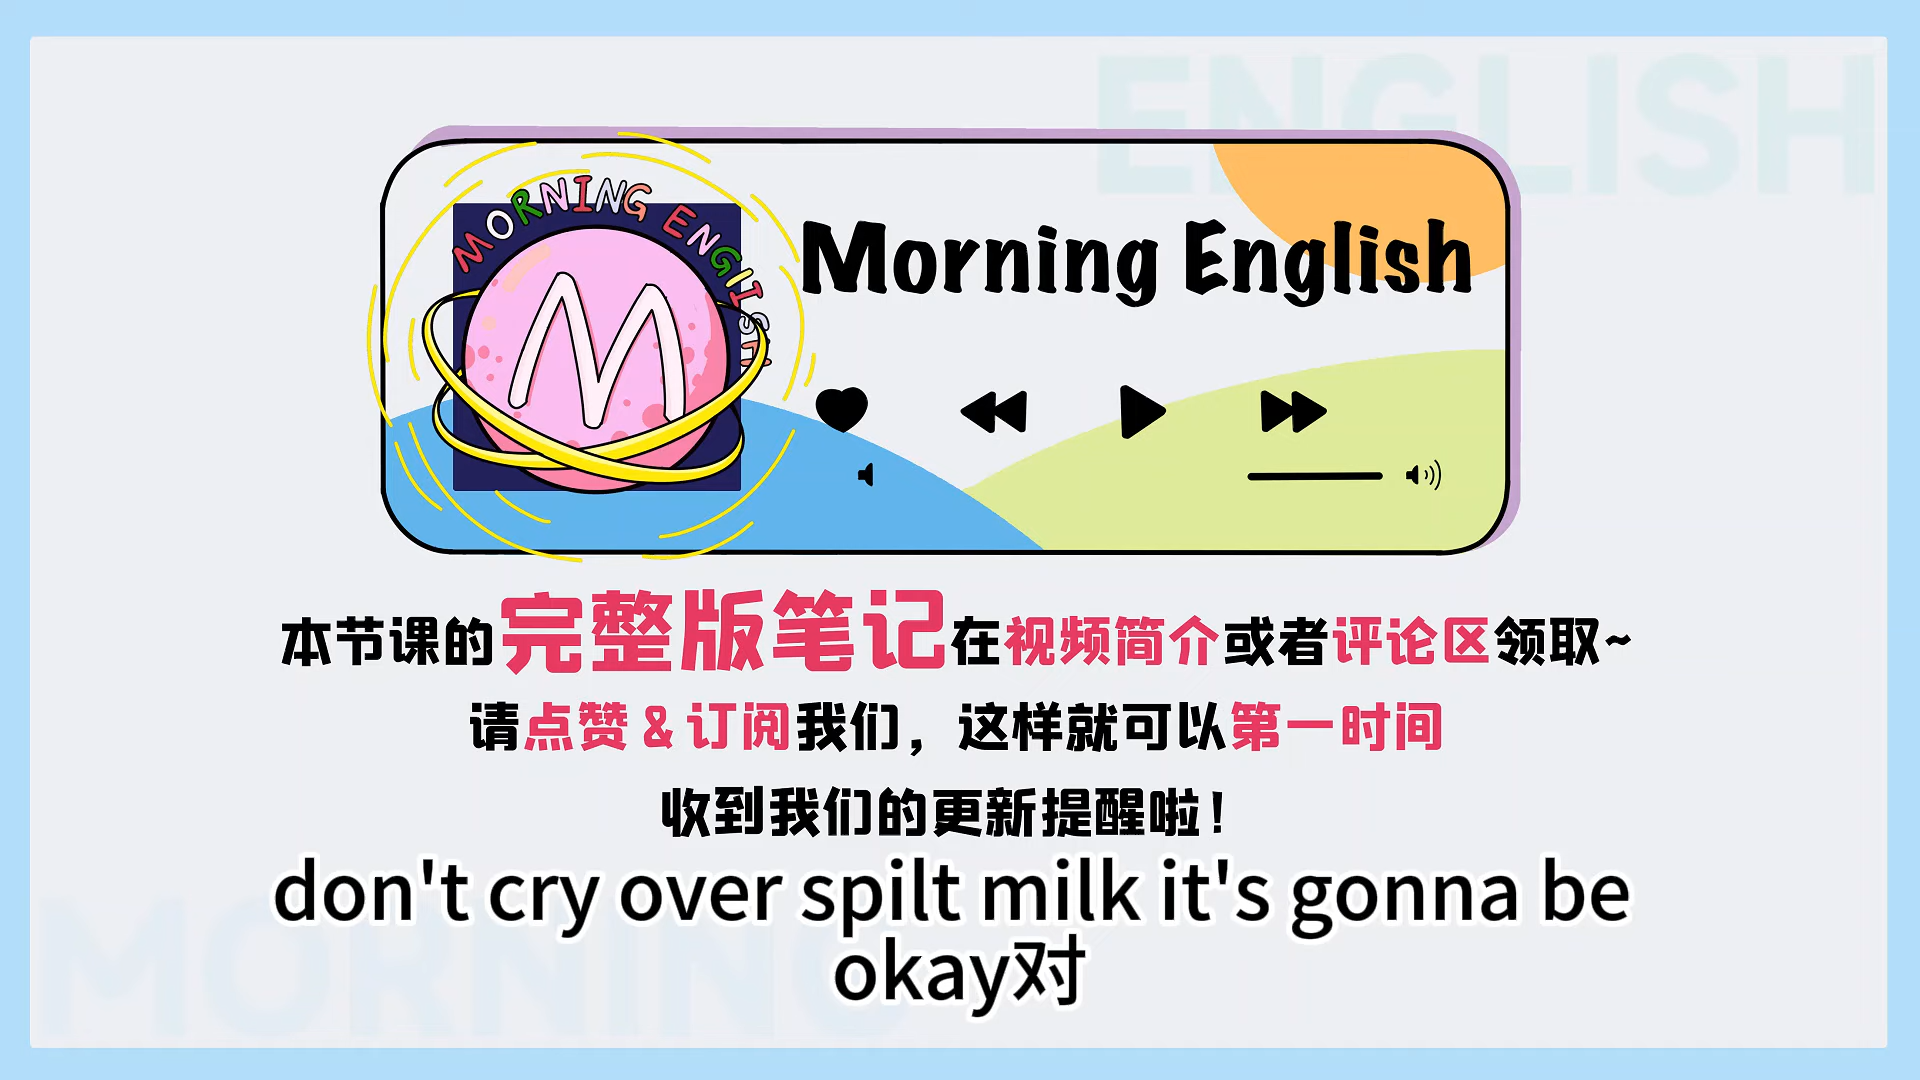 ENGLISH
MORNING ENGLISH
M
Morning English
本节课的完整版笔记在视频简介或者评论区领取~
请点赞&订阅我们，这样就可以第一时间
收到我们的更新提醒啦！
don't cry over spilt milk it's gonna be
okay对
MORNING